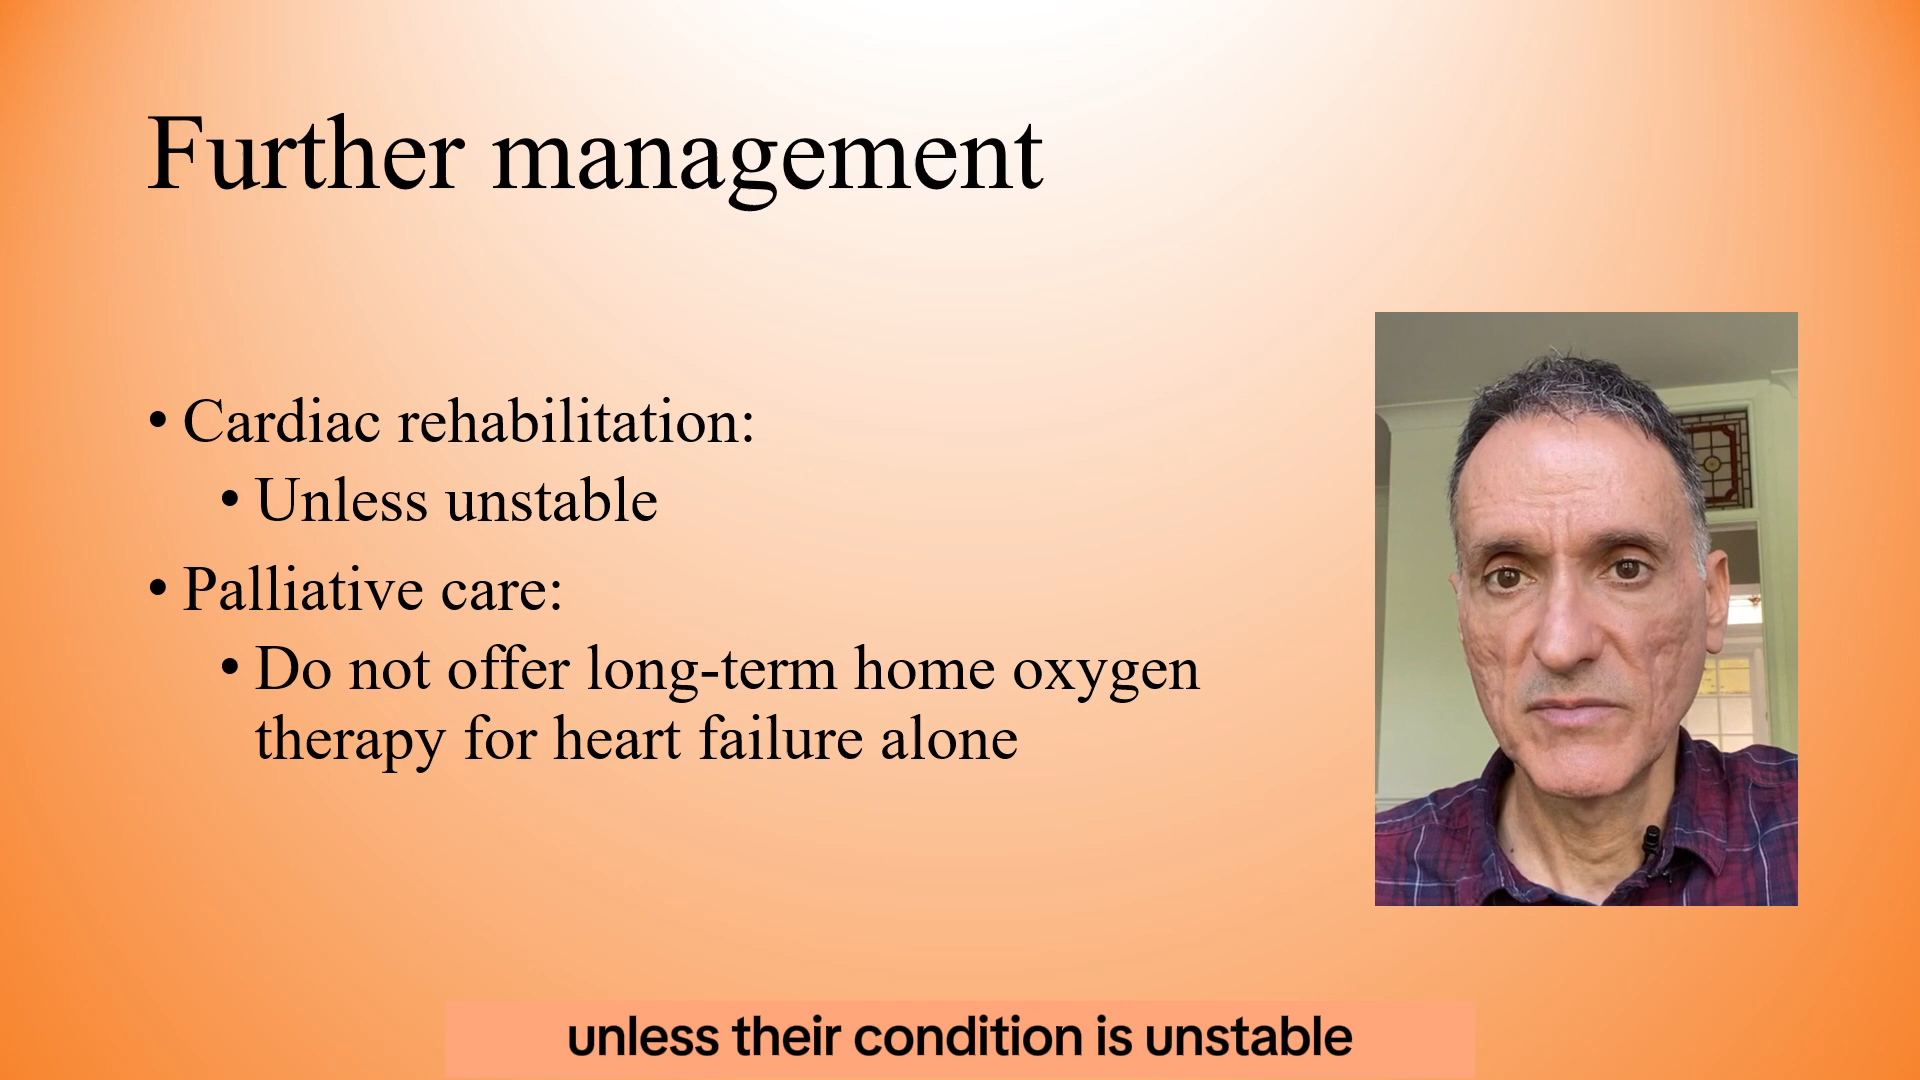 Further management
• Cardiac rehabilitation:
• Unless unstable
• Palliative care:
• Do not offer long-term home oxygen
therapy for heart failure alone
unless their condition is unstable